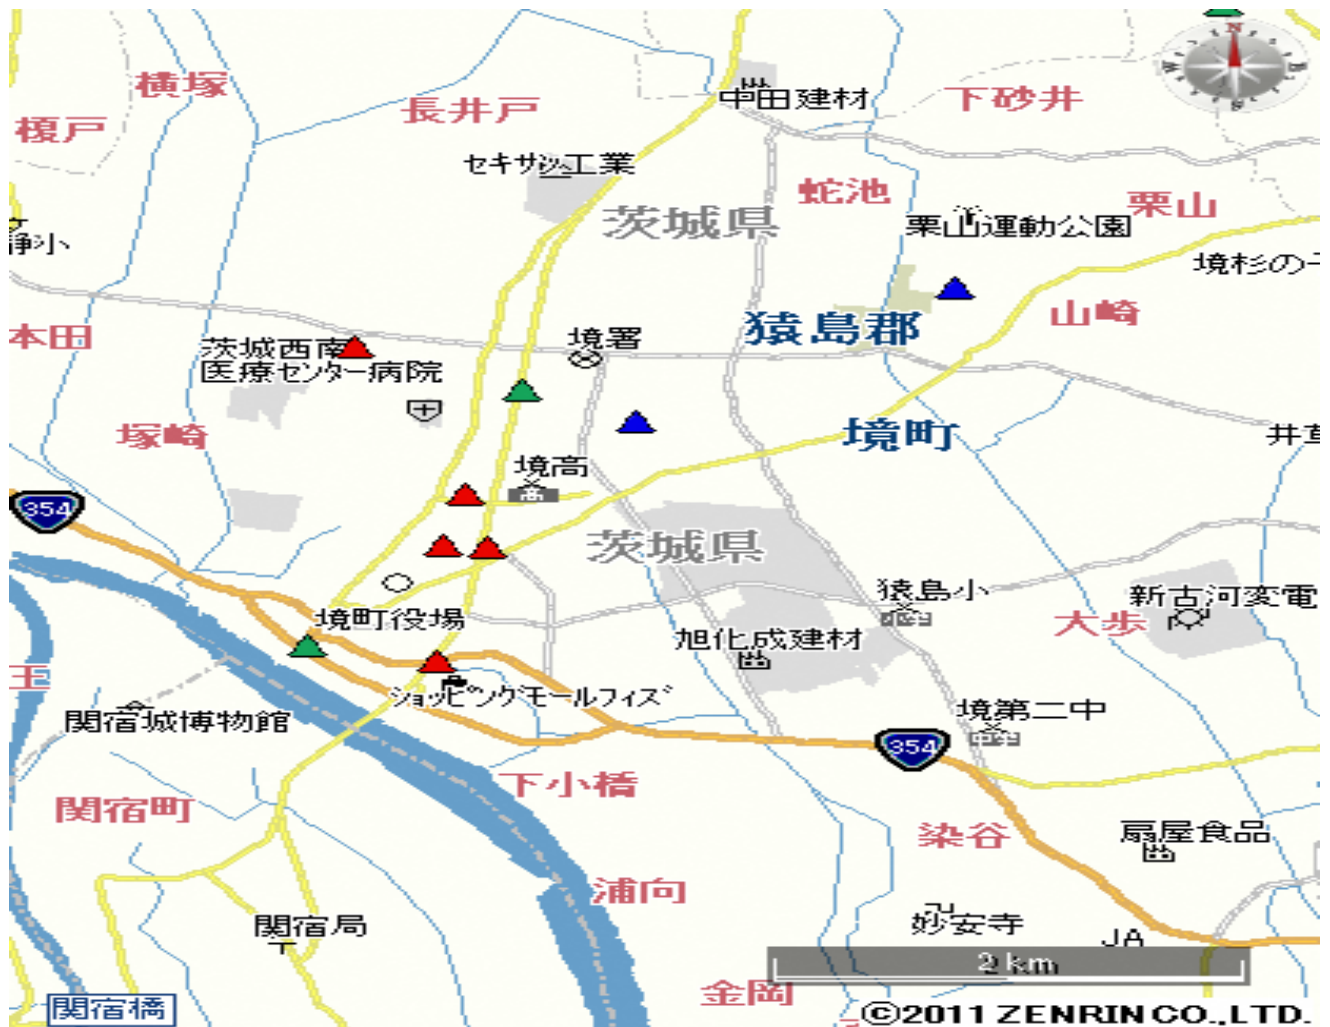 N
W
E
S
横塚
榎戸
長井戸
中田建材
下砂井
セキサンペ工業
蛇池
栗山
茨城県
栗山運動公園
静小
境杉の
本田
茨城西南
医療センター病院
境署
猿島郡
山崎
塚崎
境町
井草
境高
高
354
茨城県
猿島小
新古河変電
境町役場
旭化成建材
大歩
王
ショッピングモールフィズ
関宿城博物館
境第二中
354
下小橋
関宿町
染谷
扇屋食品
浦向
関宿局
妙安寺
JA
2 km
金岡
関宿橋
©2011 ZENRIN CO.,LTD.